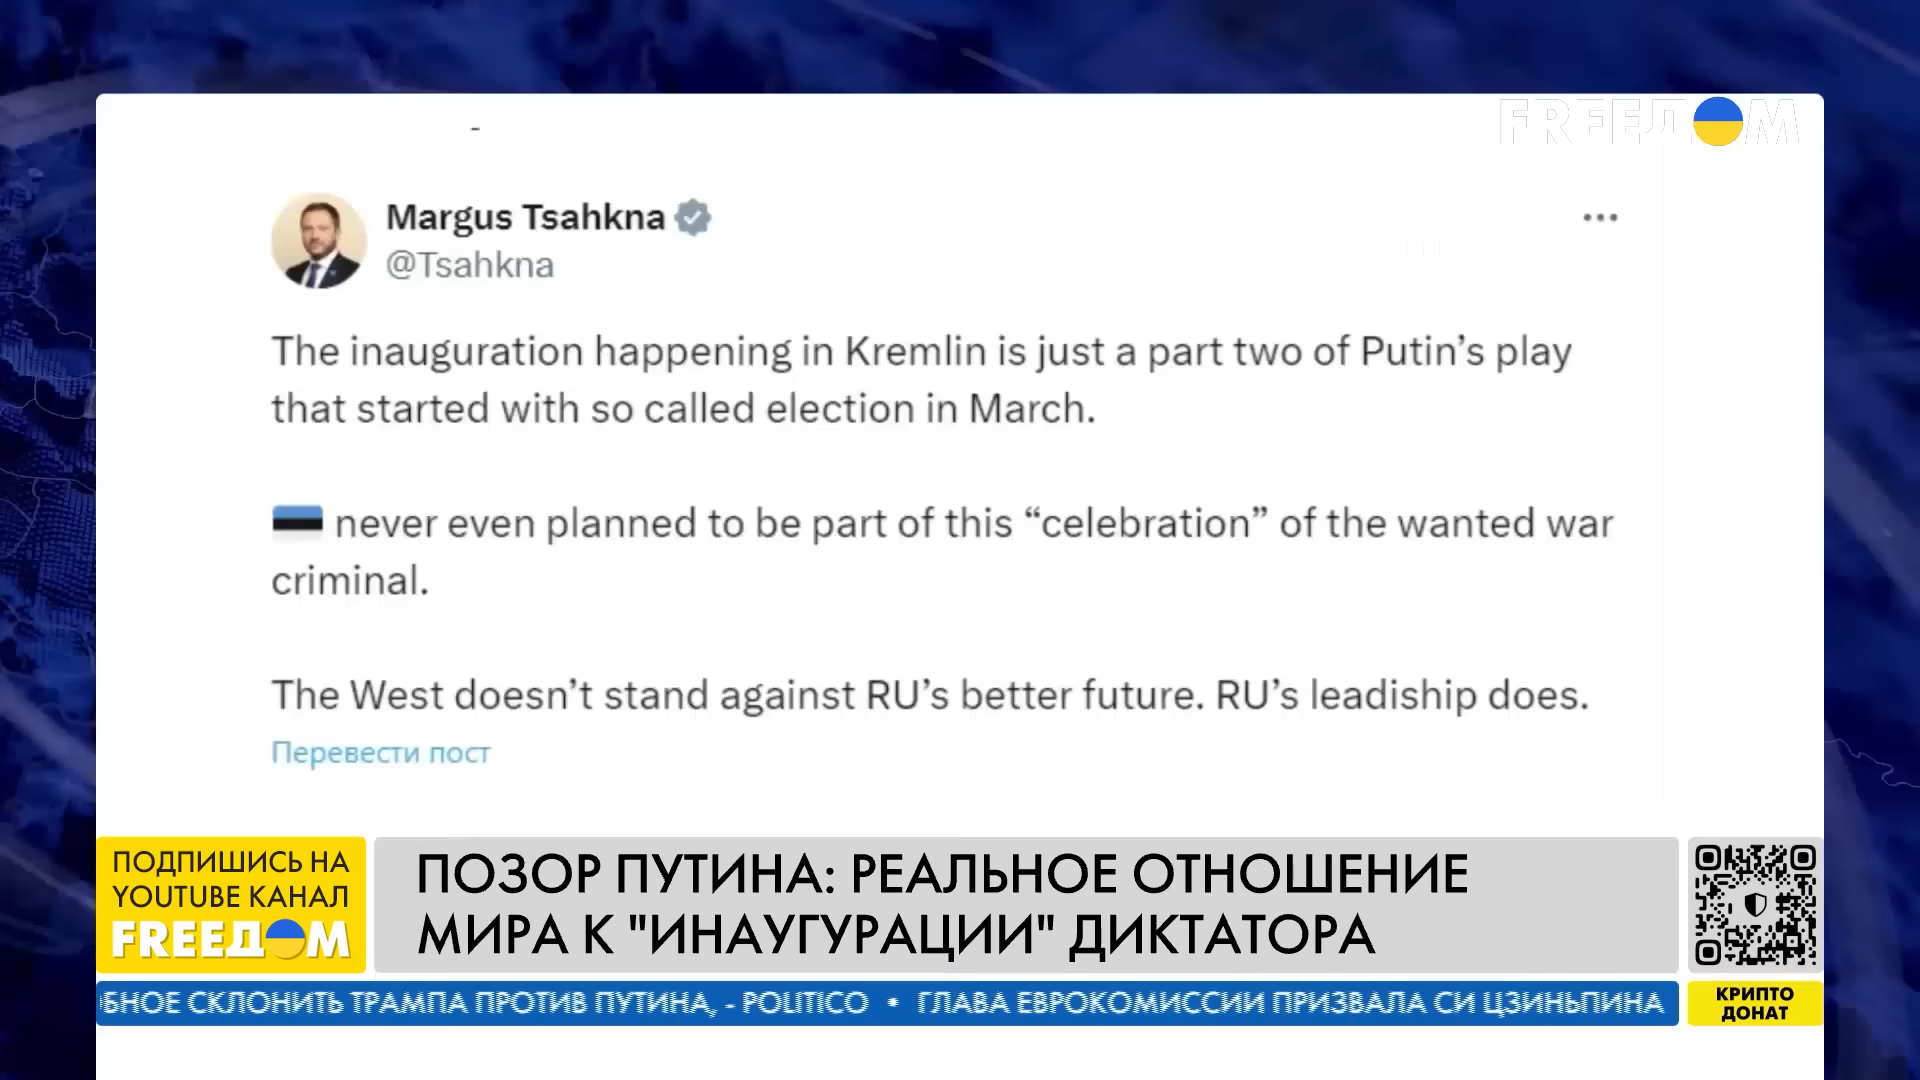 FREEДOM
Margus Tsahkna
@Tsahkna
The inauguration happening in Kremlin is just a part two of Putin’s play
that started with so called election in March.
never even planned to be part of this “celebration” of the wanted war
criminal.
The West doesn’t stand against RU’s better future. RU’s leadiship does.
Перевести пост
ПОДПИШИСЬ НА
YOUTUBE КАНАЛ
FREEДOM
ПОЗОР ПУТИНА: РЕАЛЬНОЕ ОТНОШЕНИЕ
МИРА К "ИНАУГУРАЦИИ" ДИКТАТОРА
БНОЕ СКЛОНИТЬ ТРАМПА ПРОТИВ ПУТИНА, - POLITICO • ГЛАВА ЕВРОКОМИССИИ ПРИЗВАЛА СИ ЦЗИНЬПИНА
КРИПТО
ДОНАТ